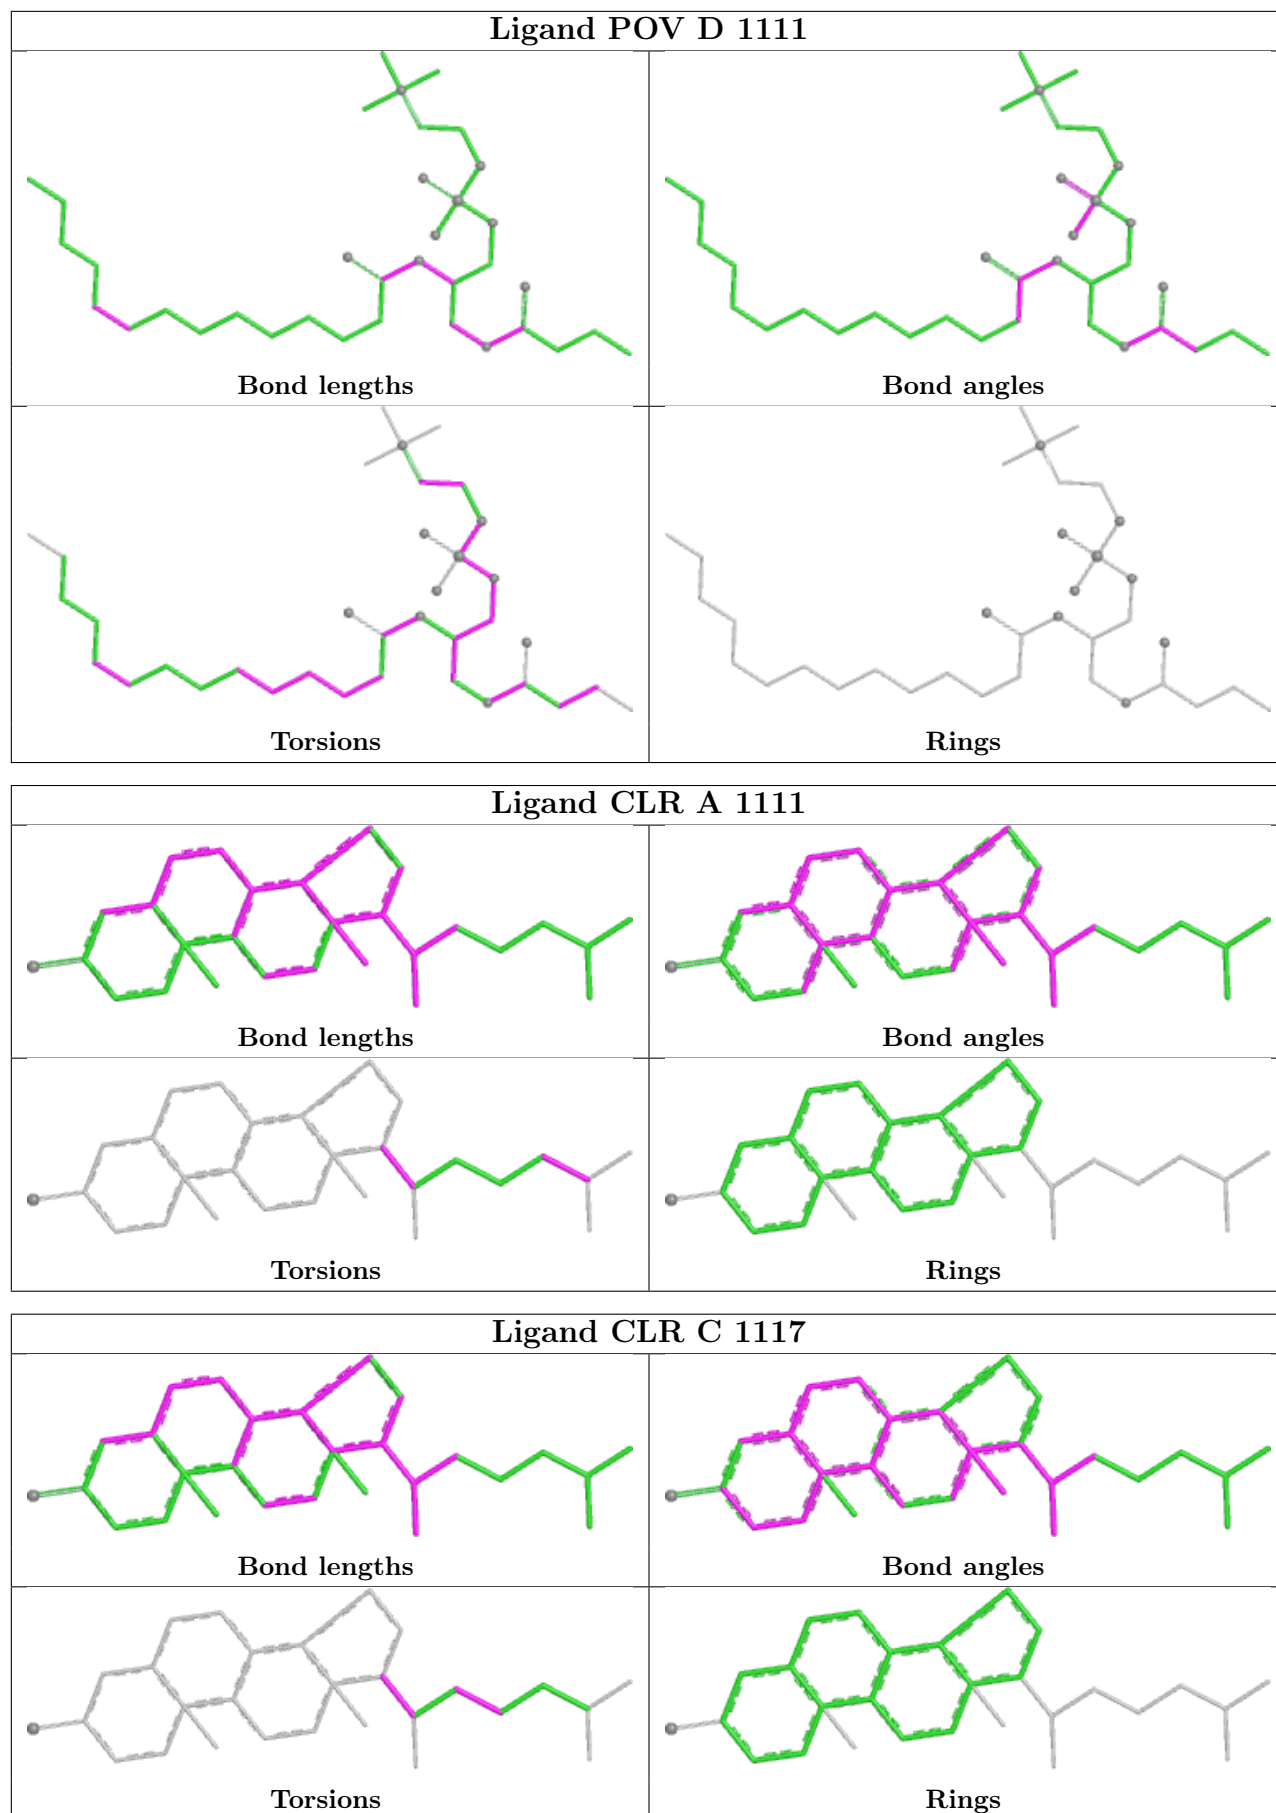 Ligand POV D 1111
Bond lengths
Bond angles
Torsions
Rings
Ligand CLR A 1111
Bond lengths
Bond angles
Torsions
Rings
Ligand CLR C 1117
Bond lengths
Bond angles
Torsions
Rings